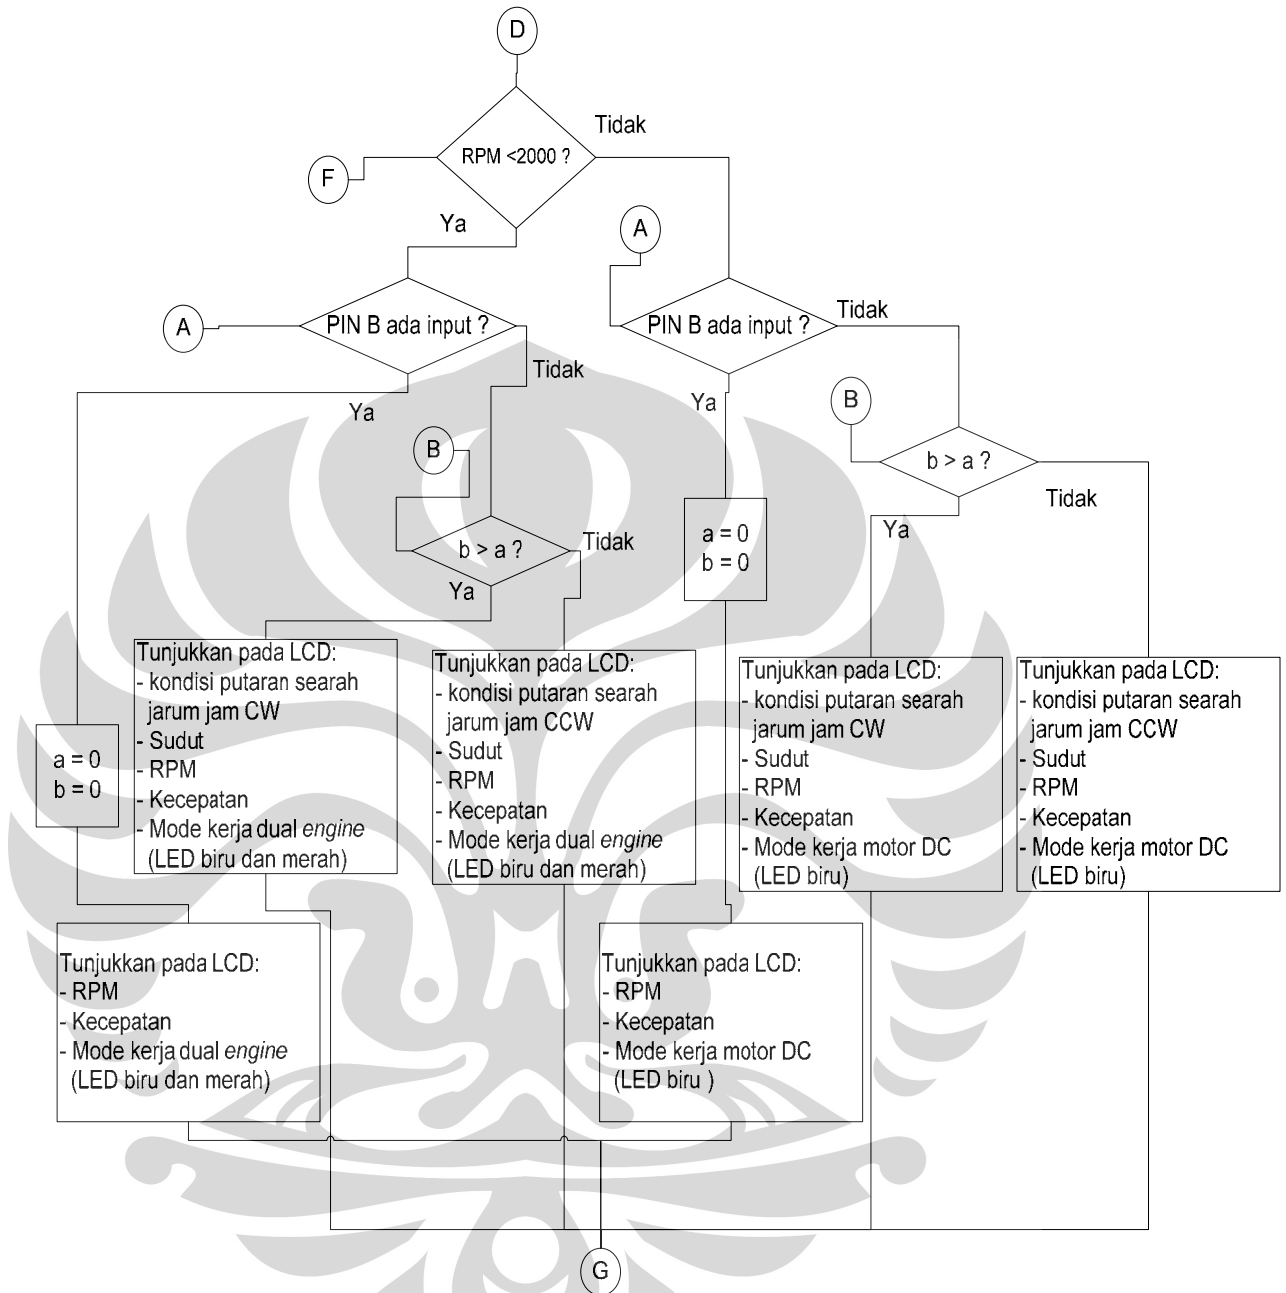 D
Tidak
RPM <2000 ?
F
Ya
A
A
PIN B ada input ?
Tidak
Ya
PIN B ada input ?
Tidak
Ya
B
b > a ?
Tidak
Ya
B
b > a ?
Tidak
Ya
a = 0
b = 0
a = 0
b = 0
Tunjukkan pada LCD:
- kondisi putaran searah
jarum jam CW
- Sudut
- RPM
- Kecepatan
- Mode kerja dual engine
(LED biru dan merah)
Tunjukkan pada LCD:
- kondisi putaran searah
jarum jam CCW
- Sudut
- RPM
- Kecepatan
- Mode kerja dual engine
(LED biru dan merah)
Tunjukkan pada LCD:
- kondisi putaran searah
jarum jam CW
- Sudut
- RPM
- Kecepatan
- Mode kerja motor DC
(LED biru)
Tunjukkan pada LCD:
- kondisi putaran searah
jarum jam CCW
- Sudut
- RPM
- Kecepatan
- Mode kerja motor DC
(LED biru)
Tunjukkan pada LCD:
- RPM
- Kecepatan
- Mode kerja dual engine
(LED biru dan merah)
Tunjukkan pada LCD:
- RPM
- Kecepatan
- Mode kerja motor DC
(LED biru )
G